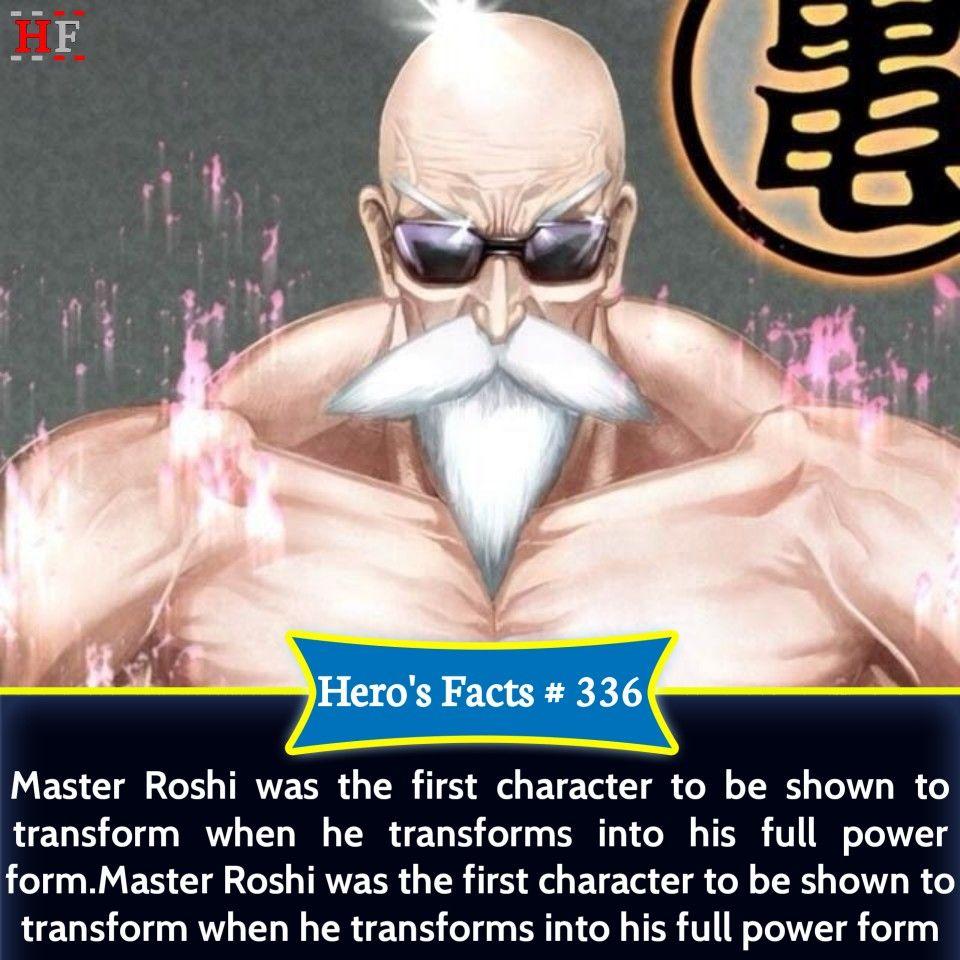 HF
亀
Hero's Facts # 336
Master Roshi was the first character to be shown to
transform when he transforms into his full power
form.Master Roshi was the first character to be shown to
transform when he transforms into his full power form